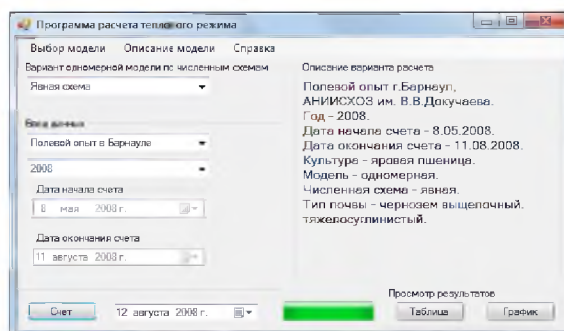 Программа расчета теплового режима
Выбор модели Описание модели Справка
Вариант одномерной модели по численным схемам
Явная схема
Ввод данных
Полевой опыт в Барнауле
2008
Дата начала счета
8 мая 2008 г.
Дата окончания счета
11 августа 2008 г.
Описание варианта расчета
Полевой опыт г.Барнаул,
АНИИСХОЗ им. В.В.Докучаева.
Год - 2008.
Дата начала счета - 8.05.2008.
Дата окончания счета - 11.08.2008.
Культура - яровая пшеница.
Модель - одномерная.
Численная схема - явная.
Тип почвы - чернозем выщелочный.
тяжелосуглинистый.
Просмотр результатов
Счет 12 августа 2008 г. Таблица График